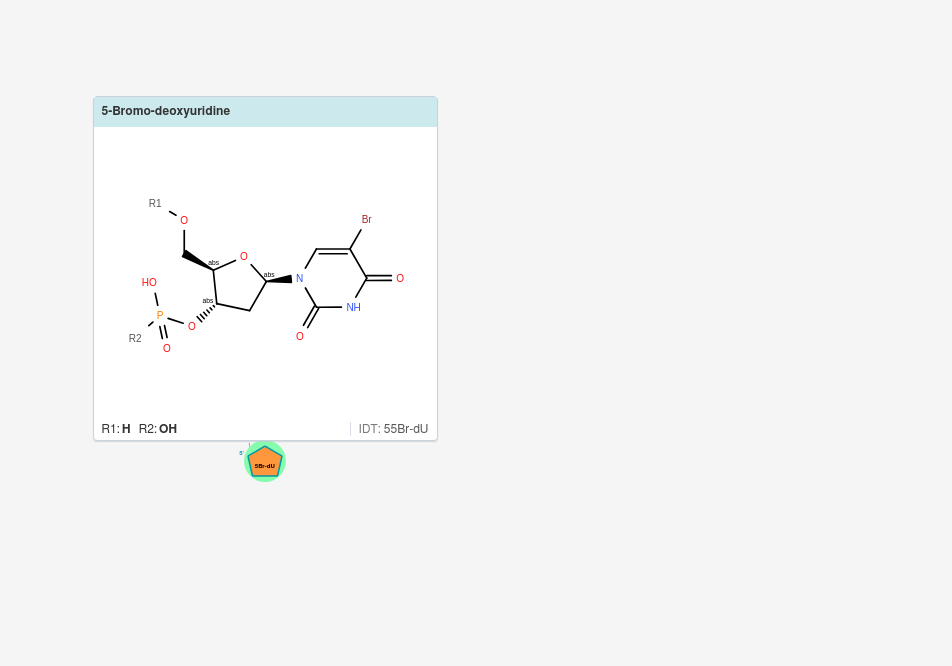 5-Bromo-deoxyuridine
R1
O
Br
abs
O
abs
N
O
HO
abs
NH
P
O
R2
O
O
R1: H R2: OH
IDT: 55Br-dU
5'
5Br-dU